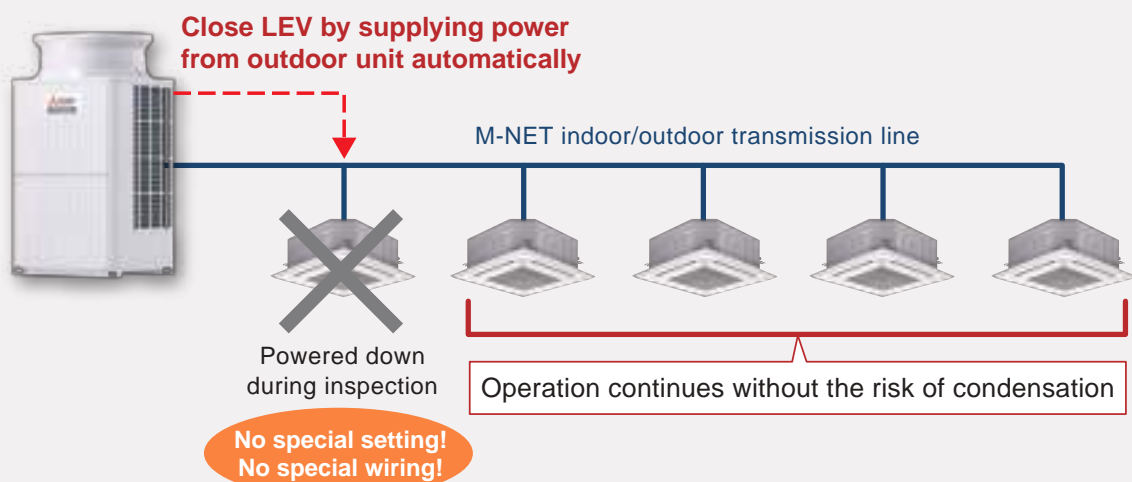 Close LEV by supplying power
from outdoor unit automatically
M-NET indoor/outdoor transmission line
Powered down
during inspection
Operation continues without the risk of condensation
No special setting!
No special wiring!